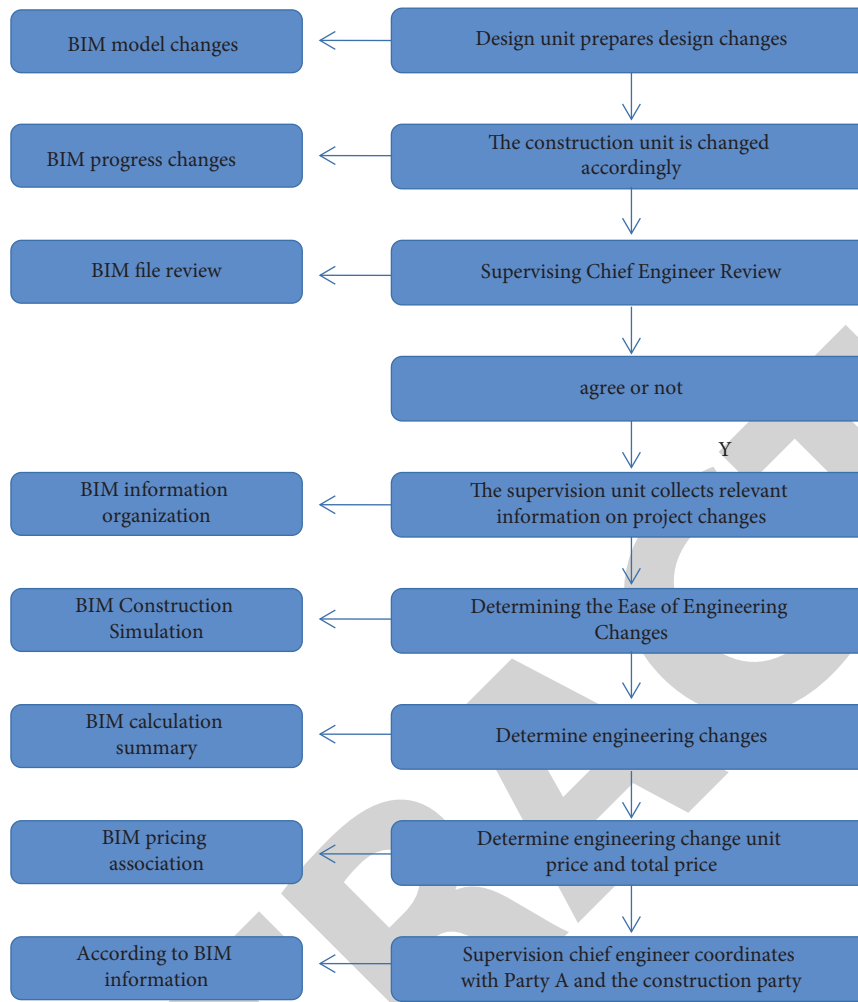 BIM model changes
Design unit prepares design changes
BIM progress changes
The construction unit is changed
accordingly
BIM file review
Supervising Chief Engineer Review
agree or not
Y
BIM information
organization
The supervision unit collects relevant
information on project changes
BIM Construction
Simulation
Determining the Ease of Engineering
Changes
BIM calculation
summary
Determine engineering changes
BIM pricing
association
Determine engineering change unit
price and total price
According to BIM
information
Supervision chief engineer coordinates
with Party A and the construction party